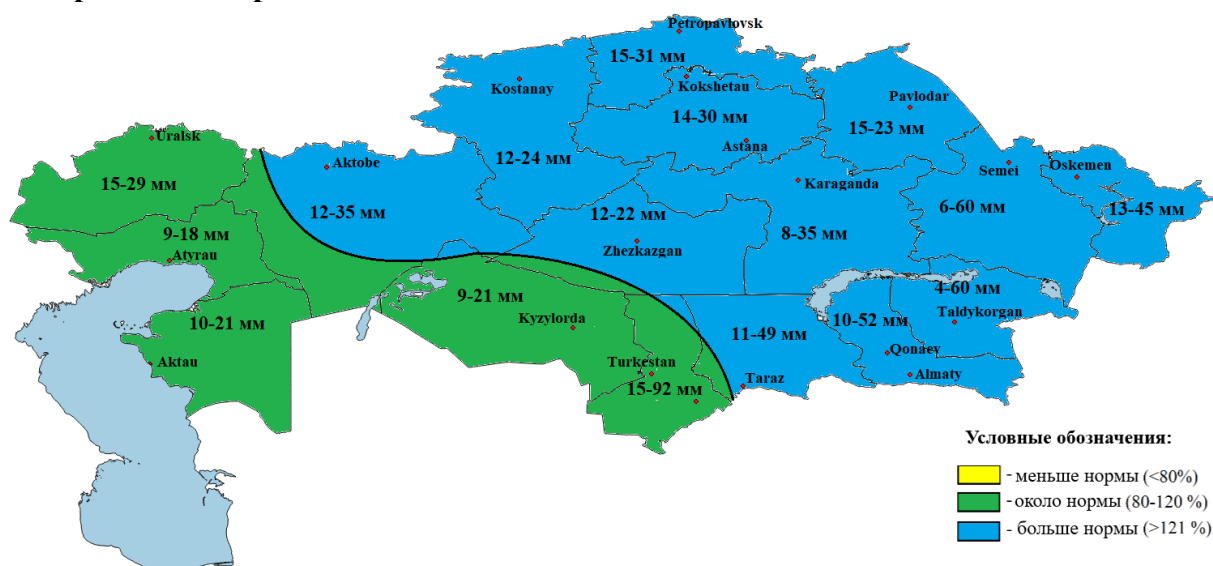 Petropavlovsk
15-31 мм
Kostanay
Kokshetau
Pavlodar
14-30 мм
15-23 мм
Uralsk
Astana
Aktobe
12-24 мм
Semei
Oskemen
Karaganda
15-29 мм
12-35 мм
12-22 мм
6-60 мм
13-45 мм
9-18 мм
8-35 мм
Zhezkazgan
Atyrau
4-60 мм
9-21 мм
Taldykorgan
10-21 мм
Kyzylorda
11-49 мм
10-52 мм
Qonaev
Aktau
Turkestan
Taraz
Almaty
15-92 мм
Условные обозначения:
- меньше нормы (<80%)
- около нормы (80-120 %)
- больше нормы (>121 %)